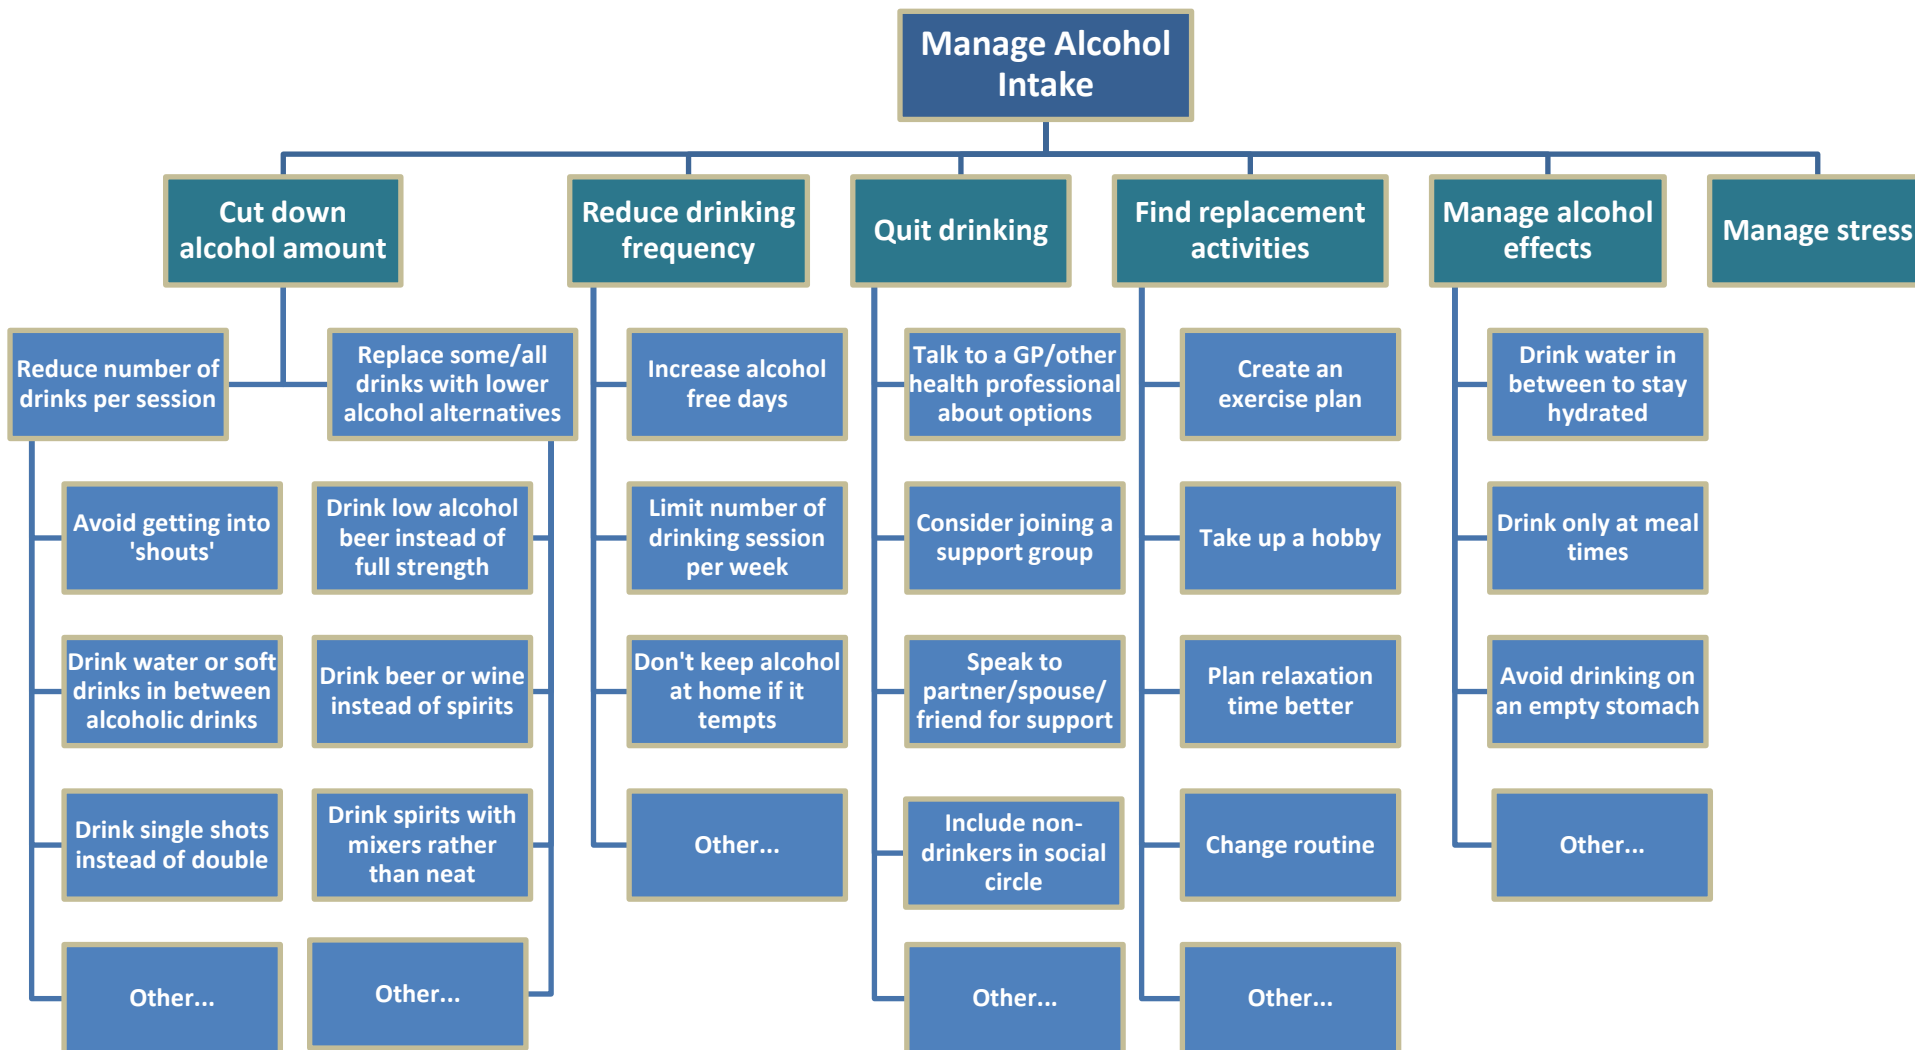 Manage Alcohol
Intake
Cut down
alcohol amount
Reduce drinking
frequency
Quit drinking
Find replacement
activities
Manage alcohol
effects
Manage stress
Reduce number of
drinks per session
Replace some/all
drinks with lower
alcohol alternatives
Increase alcohol
free days
Talk to a GP/other
health professional
about options
Create an
exercise plan
Drink water in
between to stay
hydrated
Avoid getting into
'shouts'
Drink low alcohol
beer instead of
full strength
Limit number of
drinking session
per week
Consider joining a
support group
Take up a hobby
Drink only at meal
times
Drink water or soft
drinks in between
alcoholic drinks
Drink beer or wine
instead of spirits
Don't keep alcohol
at home if it
tempts
Speak to
partner/spouse/
friend for support
Plan relaxation
time better
Avoid drinking on
an empty stomach
Drink single shots
instead of double
Drink spirits with
mixers rather
than neat
Other...
Include non-
drinkers in social
circle
Change routine
Other...
Other...
Other...
Other...
Other...